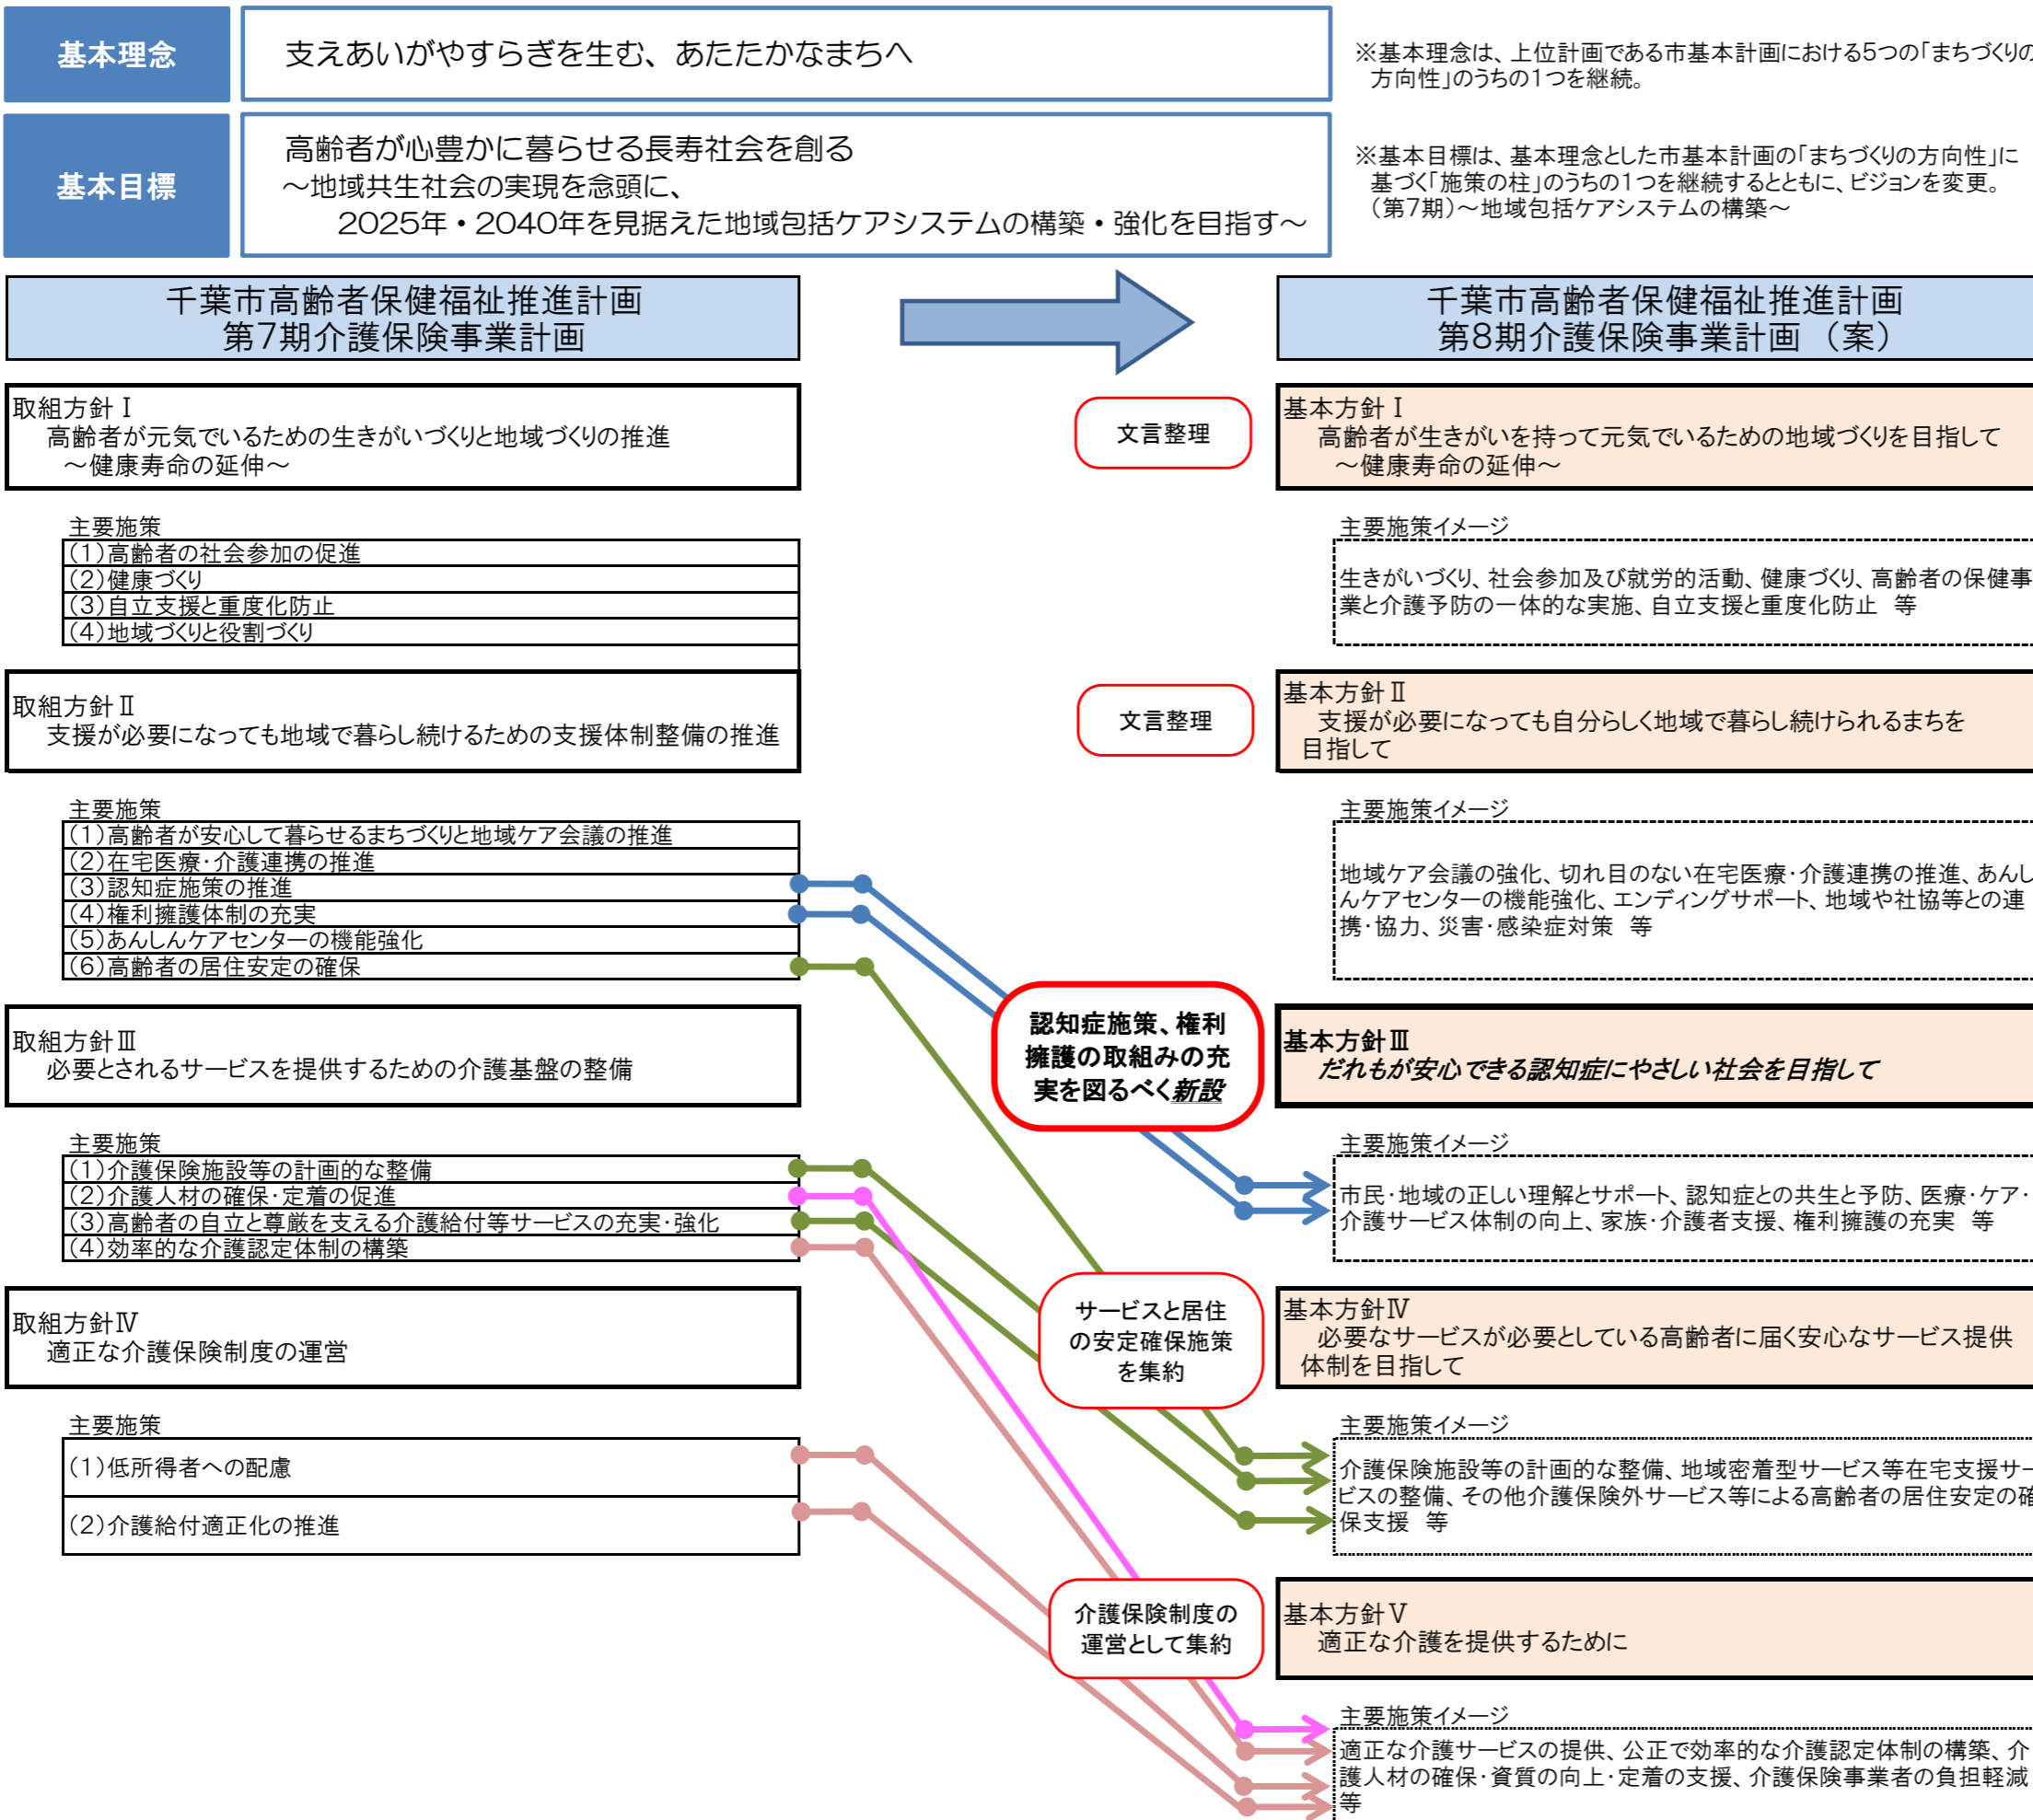 基本理念
支えあいがやすらぎを生む、あたたかなまちへ
※基本理念は、上位計画である市基本計画における5つの「まちづくりの
方向性」のうちの1つを継続。
基本目標
高齢者が心豊かに暮らせる長寿社会を創る
～地域共生社会の実現を念頭に、
2025年・2040年を見据えた地域包括ケアシステムの構築・強化を目指す～
※基本目標は、基本理念とした市基本計画の「まちづくりの方向性」に
基づく「施策の柱」のうちの1つを継続するとともに、ビジョンを変更。
(第7期)～地域包括ケアシステムの構築～
千葉市高齢者保健福祉推進計画
第7期介護保険事業計画
千葉市高齢者保健福祉推進計画
第8期介護保険事業計画 (案)
取組方針Ⅰ
高齢者が元気でいるための生きがいづくりと地域づくりの推進
～健康寿命の延伸～
文言整理
基本方針Ⅰ
高齢者が生きがいを持って元気でいるための地域づくりを目指して
～健康寿命の延伸～
主要施策
(1)高齢者の社会参加の促進
(2)健康づくり
(3)自立支援と重度化防止
(4)地域づくりと役割づくり
主要施策イメージ
生きがいづくり、社会参加及び就労的活動、健康づくり、高齢者の保健事
業と介護予防の一体的な実施、自立支援と重度化防止 等
取組方針Ⅱ
支援が必要になっても地域で暮らし続けるための支援体制整備の推進
文言整理
基本方針Ⅱ
支援が必要になっても自分らしく地域で暮らし続けられるまちを
目指して
主要施策
(1)高齢者が安心して暮らせるまちづくりと地域ケア会議の推進
(2)在宅医療・介護連携の推進
(3)認知症施策の推進
(4)権利擁護体制の充実
(5)あんしんケアセンターの機能強化
(6)高齢者の居住安定の確保
主要施策イメージ
地域ケア会議の強化、切れ目のない在宅医療・介護連携の推進、あんし
んケアセンターの機能強化、エンディングサポート、地域や社協等との連
携・協力、災害・感染症対策 等
取組方針Ⅲ
必要とされるサービスを提供するための介護基盤の整備
認知症施策、権利
擁護の取組みの充
実を図るべく新設
基本方針Ⅲ
だれもが安心できる認知症にやさしい社会を目指して
主要施策
(1)介護保険施設等の計画的な整備
(2)介護人材の確保・定着の促進
(3)高齢者の自立と尊厳を支える介護給付等サービスの充実・強化
(4)効率的な介護認定体制の構築
主要施策イメージ
市民・地域の正しい理解とサポート、認知症との共生と予防、医療・ケア・
介護サービス体制の向上、家族・介護者支援、権利擁護の充実 等
取組方針Ⅳ
適正な介護保険制度の運営
サービスと居住
の安定確保施策
を集約
基本方針Ⅳ
必要なサービスが必要としている高齢者に届く安心なサービス提供
体制を目指して
主要施策
(1)低所得者への配慮
(2)介護給付適正化の推進
主要施策イメージ
介護保険施設等の計画的な整備、地域密着型サービス等在宅支援サー
ビスの整備、その他介護保険外サービス等による高齢者の居住安定の確
保支援 等
介護保険制度の
運営として集約
基本方針Ⅴ
適正な介護を提供するために
主要施策イメージ
適正な介護サービスの提供、公正で効率的な介護認定体制の構築、介
護人材の確保・資質の向上・定着の支援、介護保険事業者の負担軽減
等